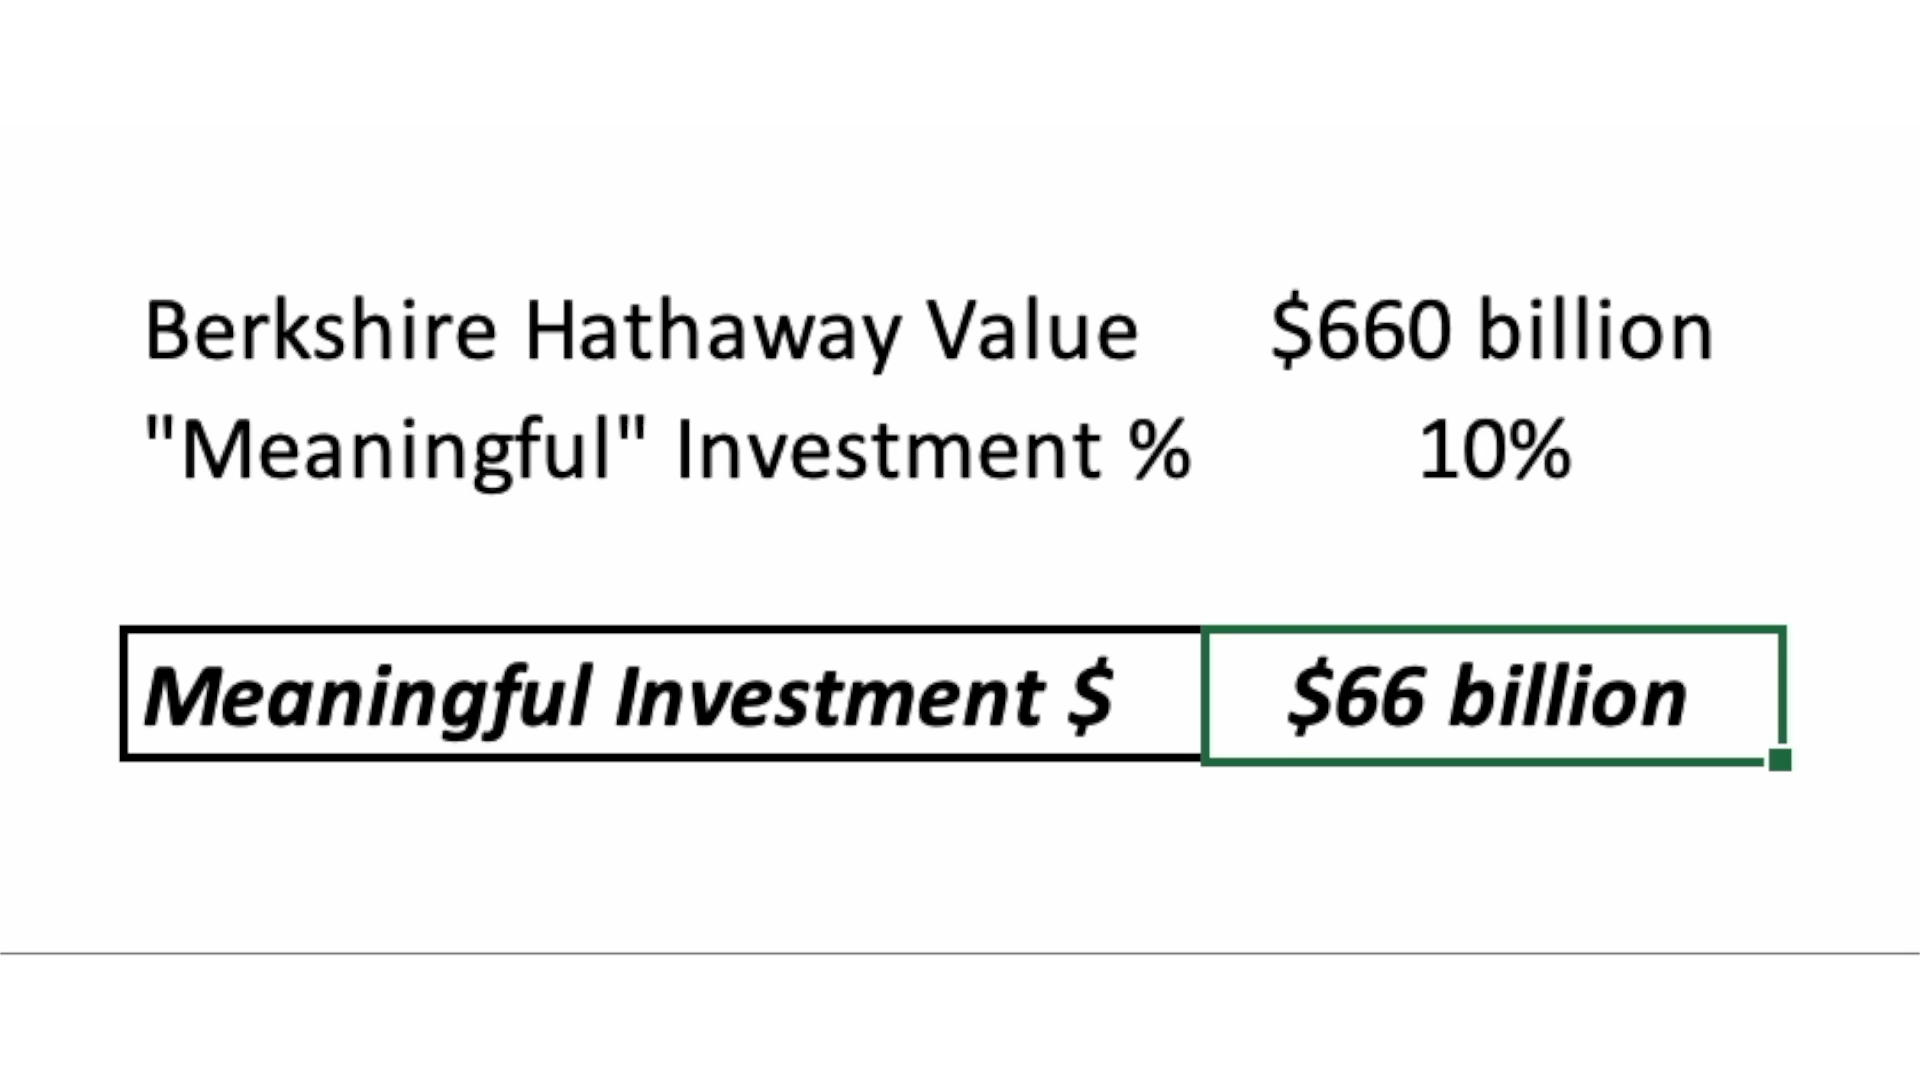 Berkshire Hathaway Value $660 billion
"Meaningful" Investment % 10%
Meaningful Investment $ $66 billion